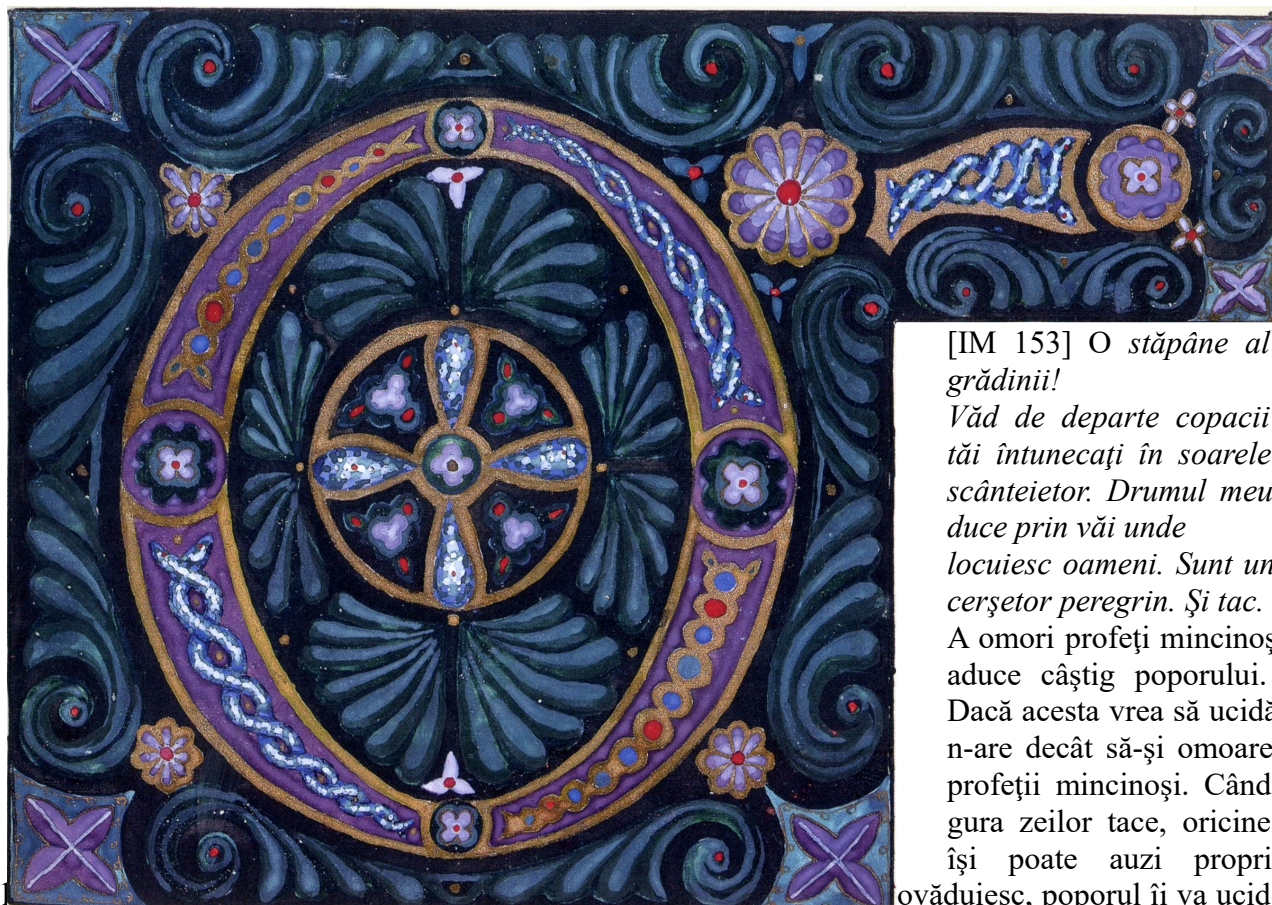 [IM 153] O stăpâne al
grădinii!
Văd de departe copacii
tăi întunecaţi în soarele
scânteietor. Drumul meu
duce prin văi unde
locuiesc oameni. Sunt un
cerşetor peregrin. Şi tac.
A omori profeţi mincinoş
aduce câştig poporului.
Dacă acesta vrea să ucidă
n-are decât să-şi omoare
profeţii mincinoşi. Când
gura zeilor tace, oricine
îşi poate auzi propri
ovăduiesc, poporul îi va ucid